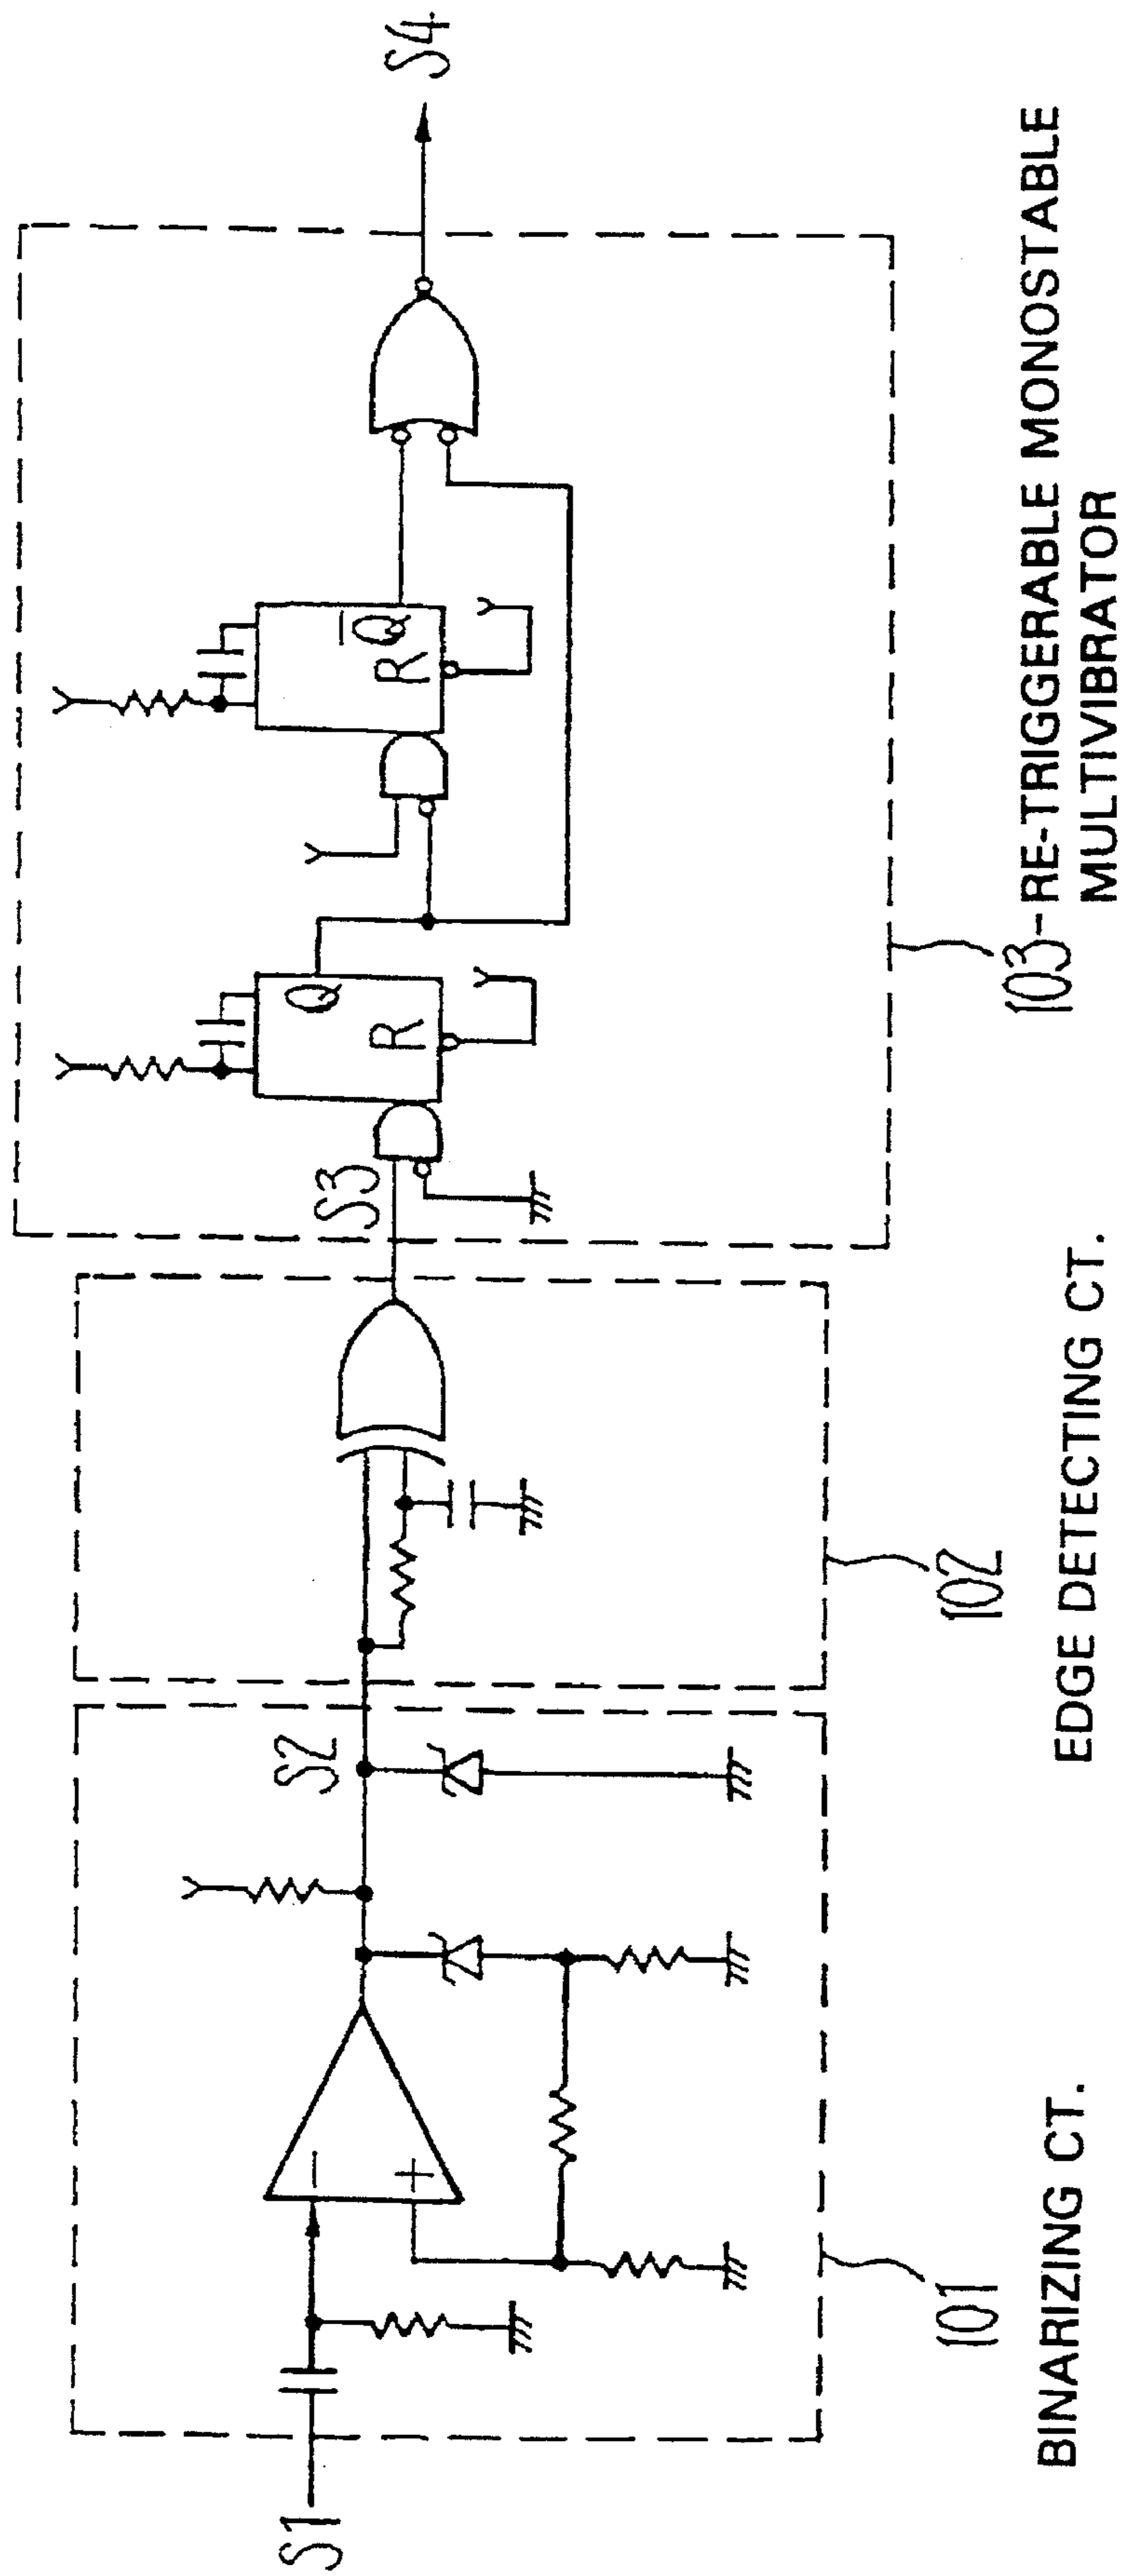 S1
−
+
S2
S3
Q
R
Q̅
R
S4
101
BINARIZING CT.
102
EDGE DETECTING CT.
103-RE-TRIGGERABLE MONOSTABLE
MULTIVIBRATOR